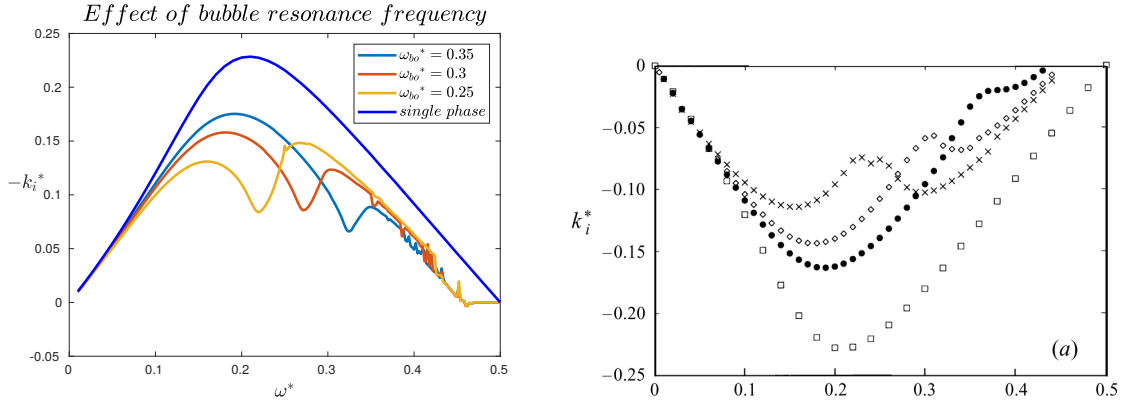 Effect of bubble resonance frequency
0.25
0.2
0.15
0.1
0.05
0
-0.05
−kᵢ*
0
0.1
0.2
0.3
0.4
0.5
ω*
ω_bo* = 0.35
ω_bo* = 0.3
ω_bo* = 0.25
single phase
0
−0.05
−0.10
−0.15
−0.20
−0.25
kᵢ*
(a)
0
0.1
0.2
0.3
0.4
0.5